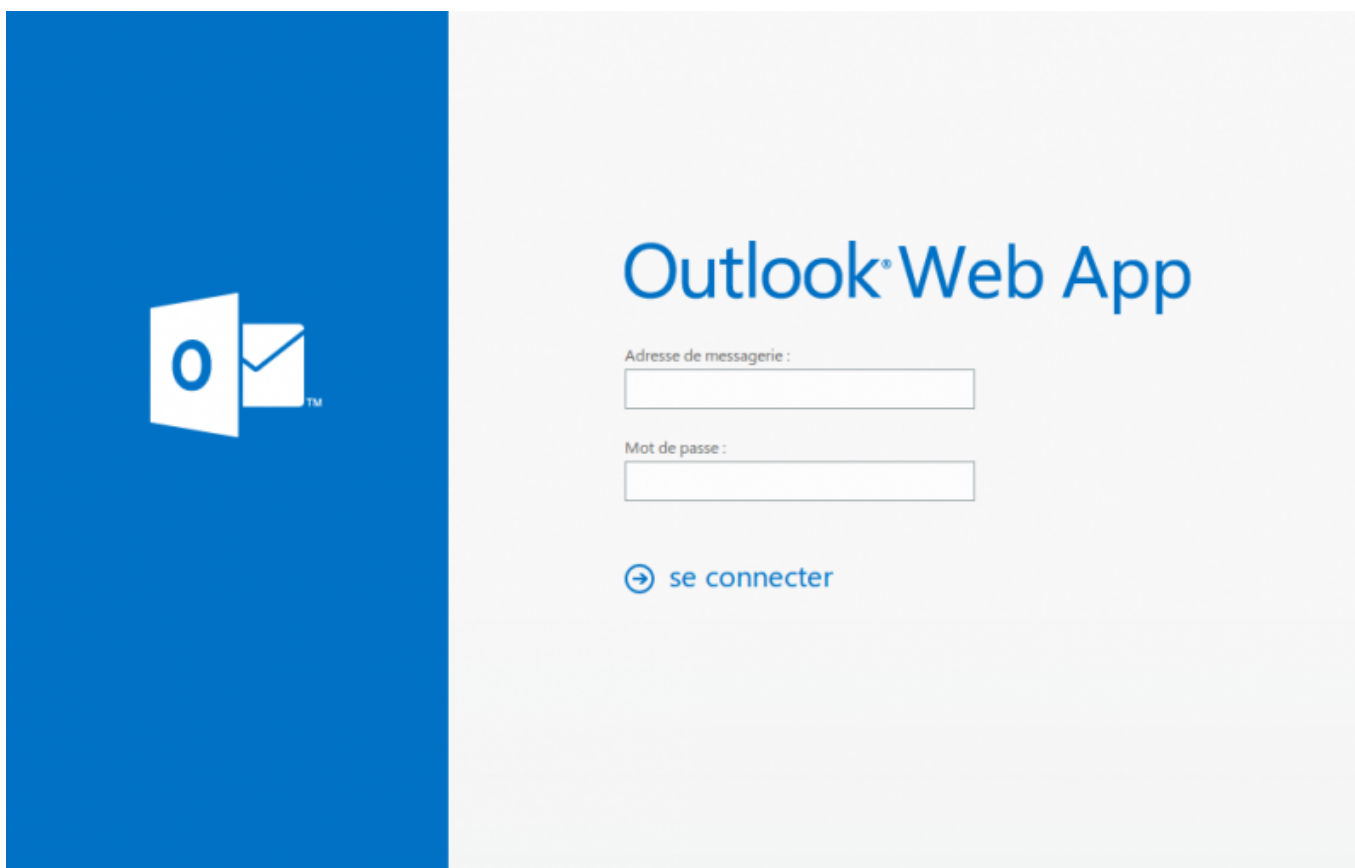 Outlook® Web App
Adresse de messagerie :
Mot de passe :
se connecter
O
TM